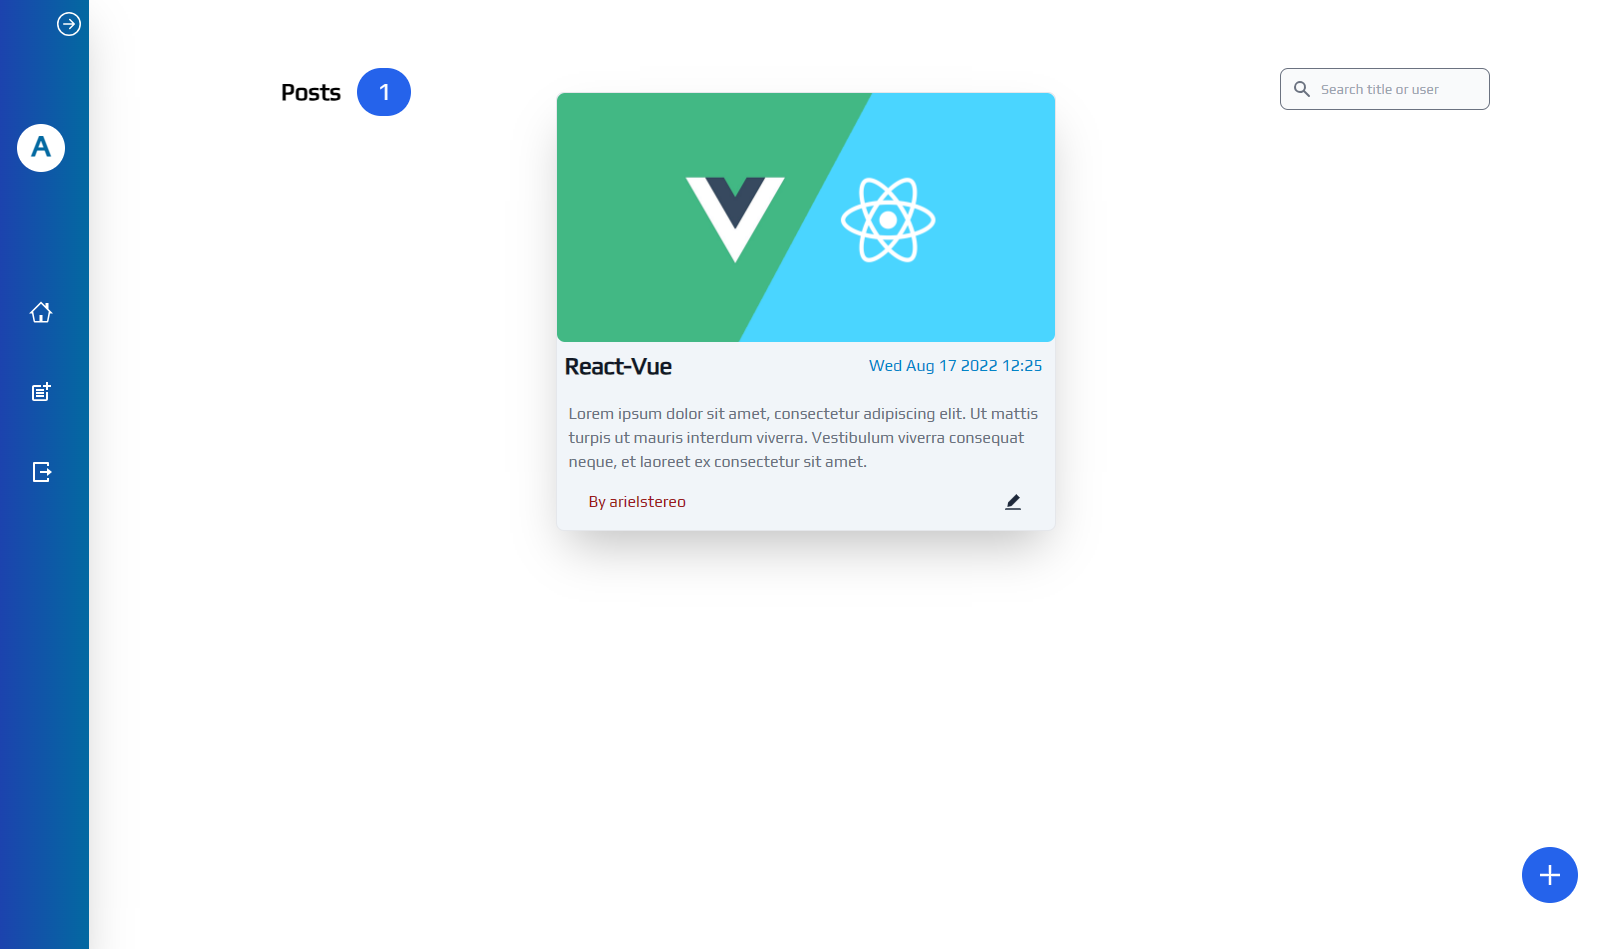 A
Posts 1
Search title or user
React-Vue
Wed Aug 17 2022 12:25
Lorem ipsum dolor sit amet, consectetur adipiscing elit. Ut mattis
turpis ut mauris interdum viverra. Vestibulum viverra consequat
neque, et laoreet ex consectetur sit amet.
By arielstereo